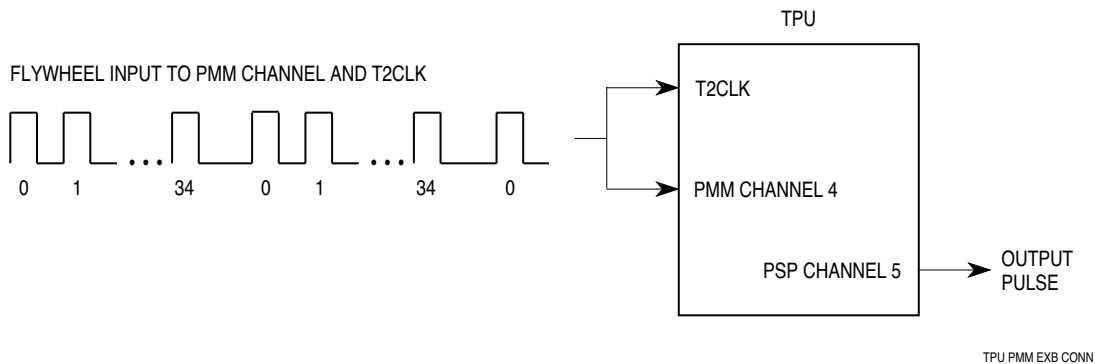 TPU
FLYWHEEL INPUT TO PMM CHANNEL AND T2CLK
0 1 ... 34 0 1 ... 34 0
T2CLK
PMM CHANNEL 4
PSP CHANNEL 5
OUTPUT
PULSE
TPU PMM EXB CONN